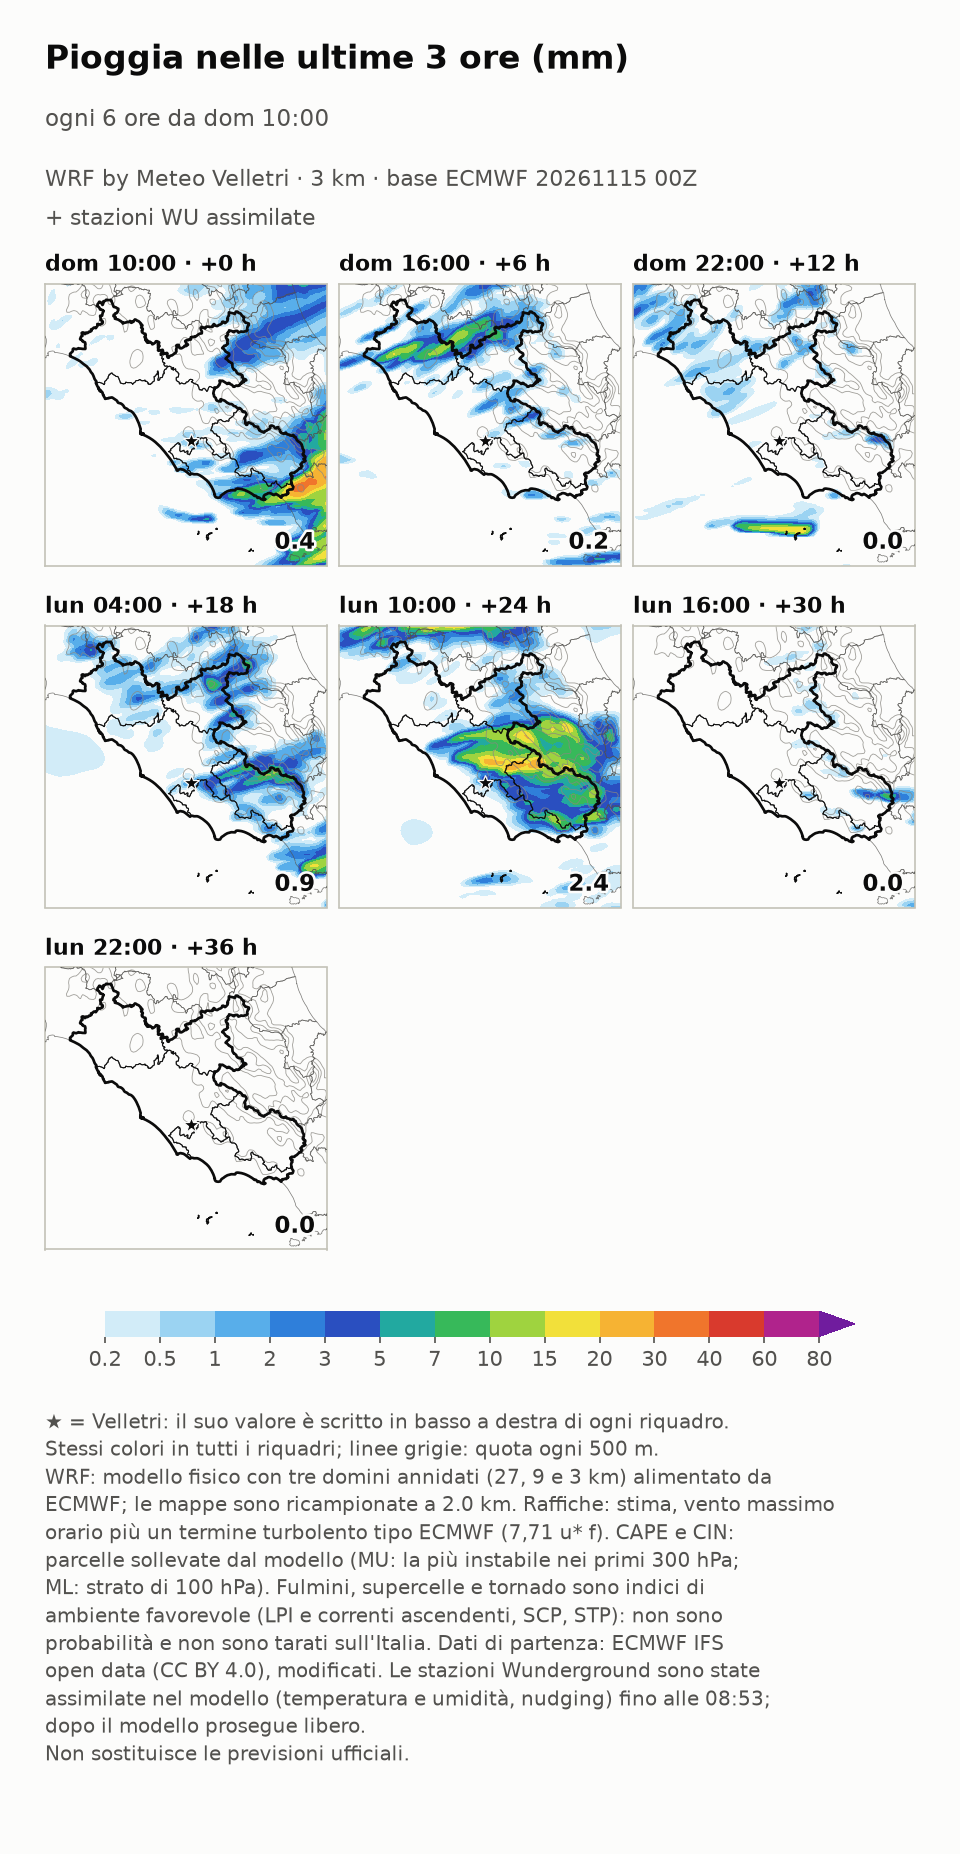 Pioggia nelle ultime 3 ore (mm)
ogni 6 ore da dom 10:00
WRF by Meteo Velletri · 3 km · base ECMWF 20261115 00Z
+ stazioni WU assimilate
dom 10:00 · +0 h
dom 16:00 · +6 h
dom 22:00 · +12 h
0.4
0.2
0.0
lun 04:00 · +18 h
lun 10:00 · +24 h
lun 16:00 · +30 h
0.9
2.4
0.0
lun 22:00 · +36 h
0.0
0.2 0.5 1 2 3 5 7 10 15 20 30 40 60 80
★ = Velletri: il suo valore è scritto in basso a destra di ogni riquadro.
Stessi colori in tutti i riquadri; linee grigie: quota ogni 500 m.
WRF: modello fisico con tre domini annidati (27, 9 e 3 km) alimentato da
ECMWF; le mappe sono ricampionate a 2.0 km. Raffiche: stima, vento massimo
orario più un termine turbolento tipo ECMWF (7,71 u* f). CAPE e CIN:
parcelle sollevate dal modello (MU: la più instabile nei primi 300 hPa;
ML: strato di 100 hPa). Fulmini, supercelle e tornado sono indici di
ambiente favorevole (LPI e correnti ascendenti, SCP, STP): non sono
probabilità e non sono tarati sull'Italia. Dati di partenza: ECMWF IFS
open data (CC BY 4.0), modificati. Le stazioni Wunderground sono state
assimilate nel modello (temperatura e umidità, nudging) fino alle 08:53;
dopo il modello prosegue libero.
Non sostituisce le previsioni ufficiali.